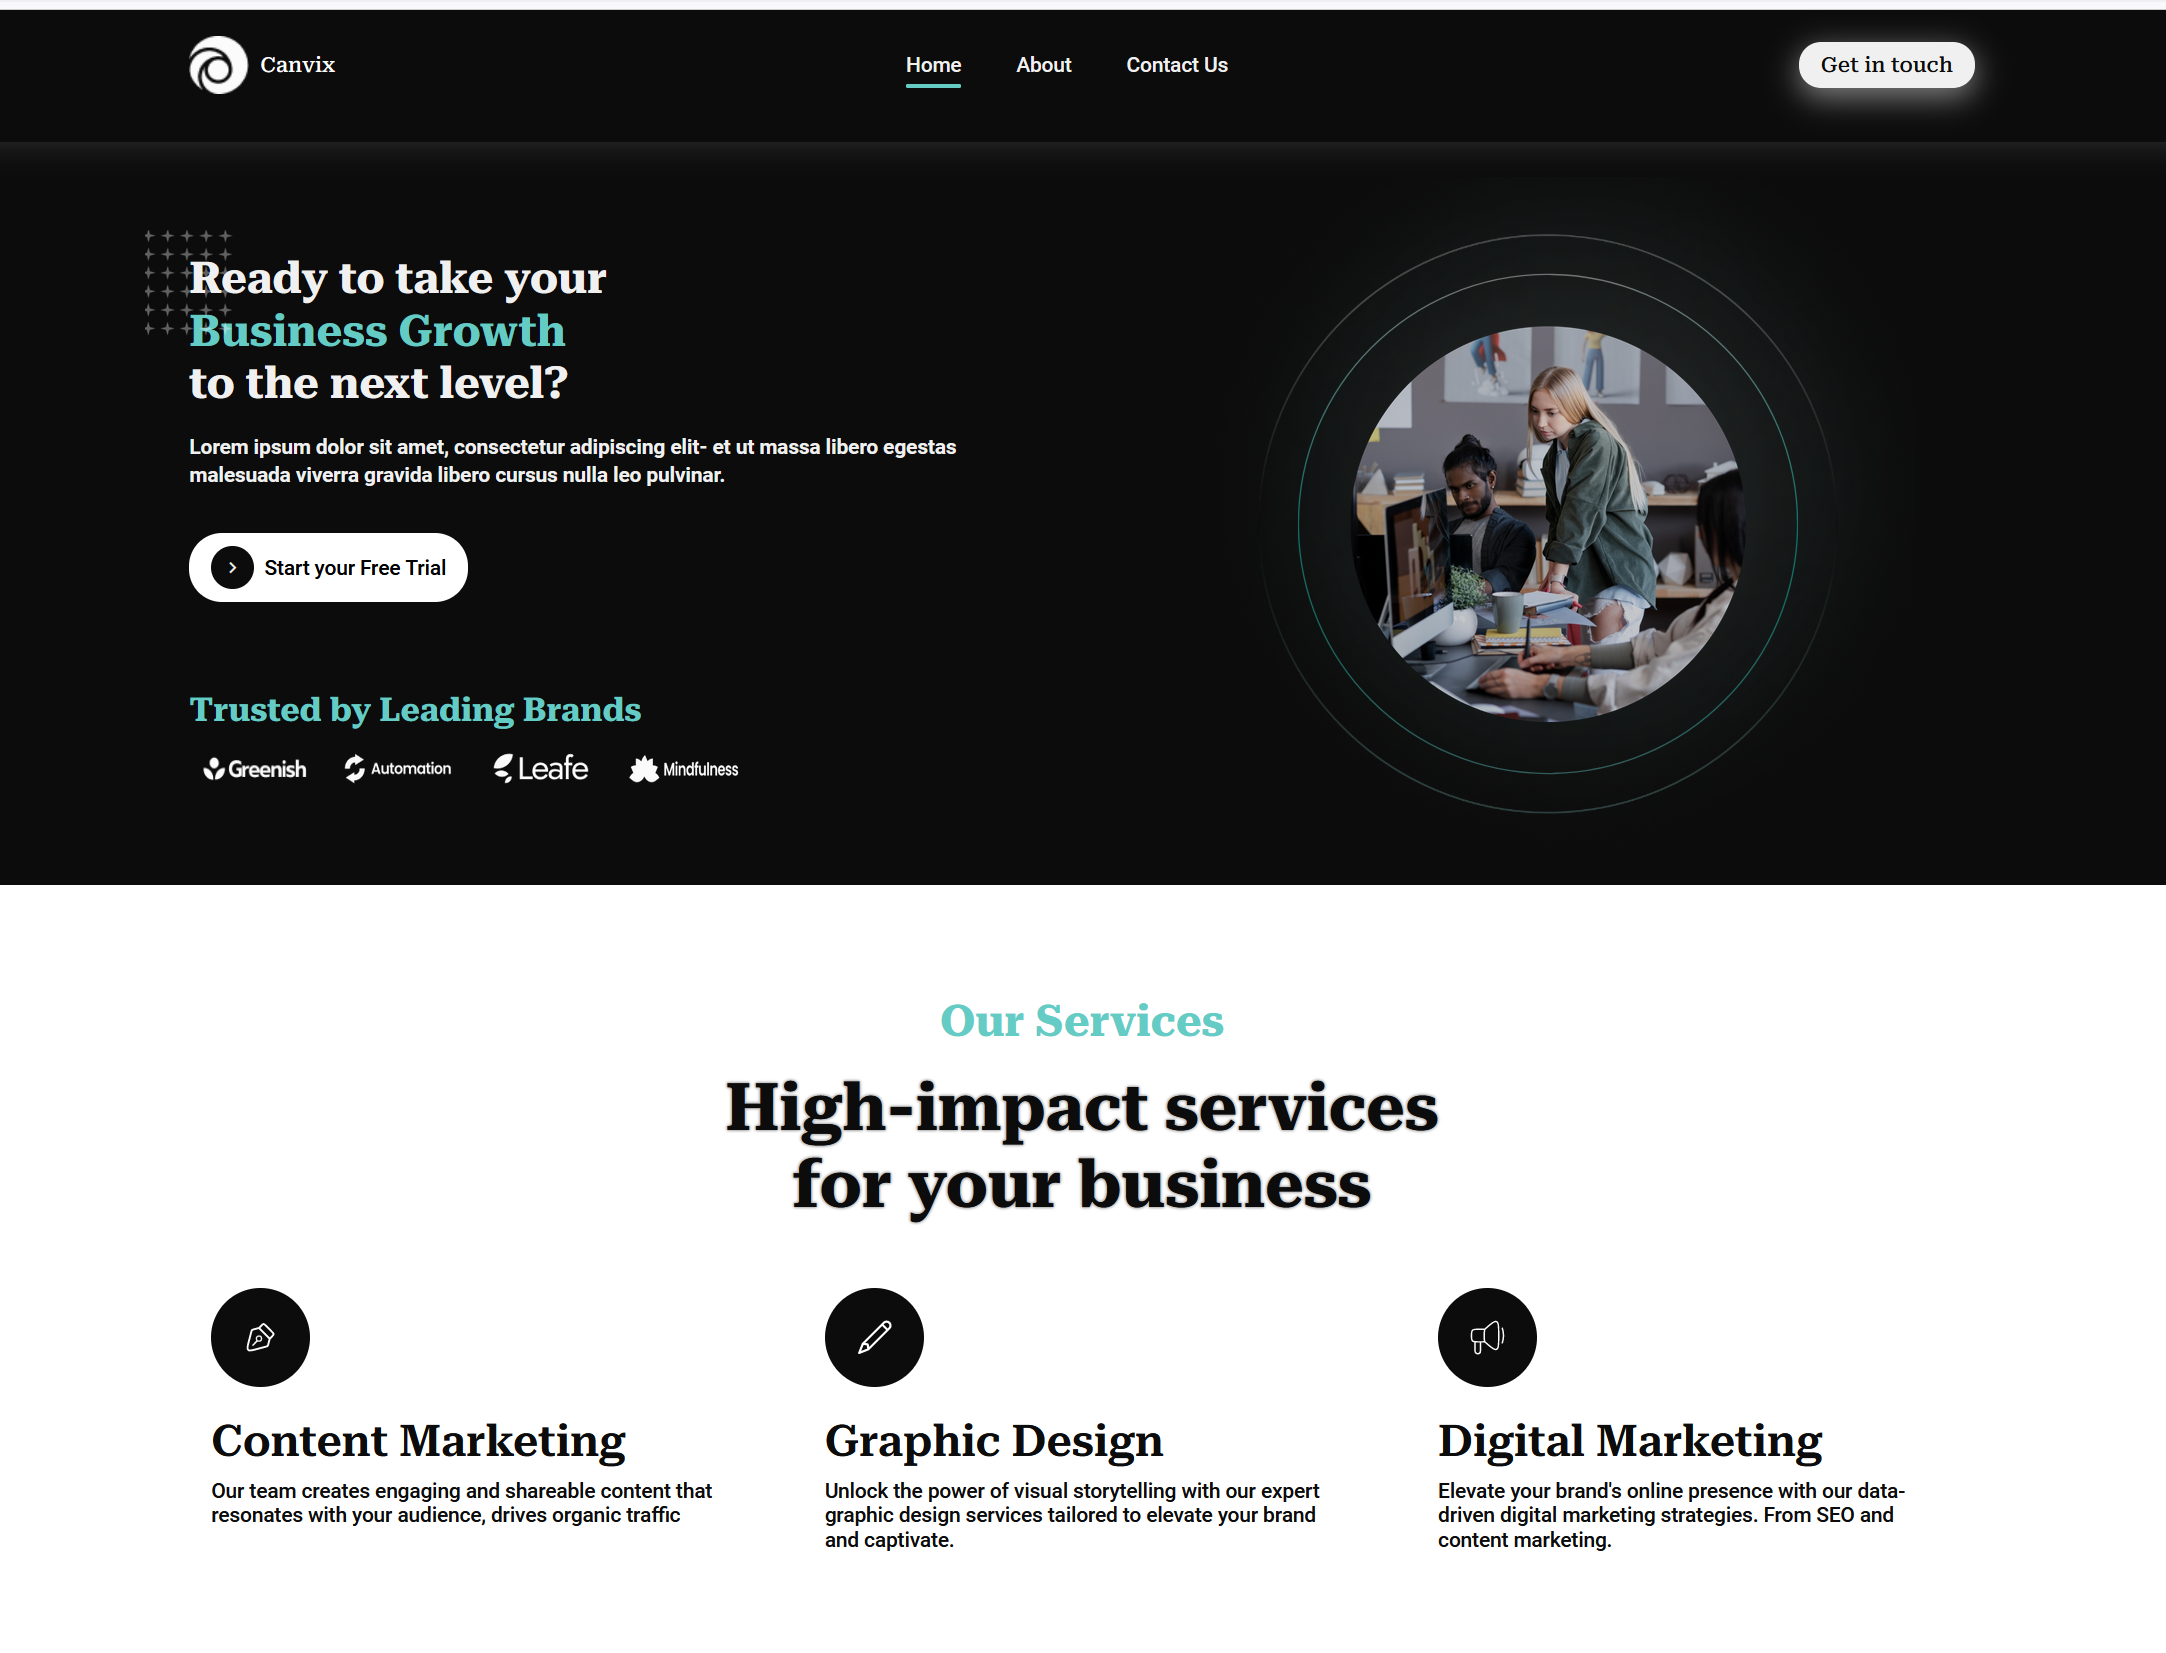 Canvix
Home
About
Contact Us
Get in touch
Ready to take your
Business Growth
to the next level?
Lorem ipsum dolor sit amet, consectetur adipiscing elit- et ut massa libero egestas
malesuada viverra gravida libero cursus nulla leo pulvinar.
Start your Free Trial
Trusted by Leading Brands
Greenish
Automation
Leafe
Mindfulness
Our Services
High-impact services
for your business
Content Marketing
Our team creates engaging and shareable content that
resonates with your audience, drives organic traffic
Graphic Design
Unlock the power of visual storytelling with our expert
graphic design services tailored to elevate your brand
and captivate.
Digital Marketing
Elevate your brand's online presence with our data-
driven digital marketing strategies. From SEO and
content marketing.